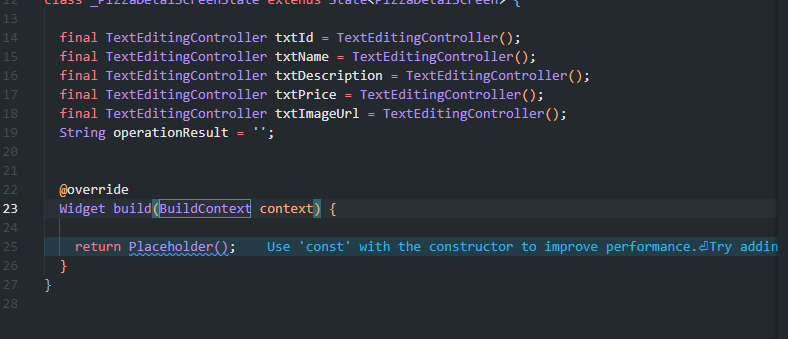 12 class _PizzaDetailScreenState extends State<PizzaDetailScreen> {
13
14 final TextEditingController txtId = TextEditingController();
15 final TextEditingController txtName = TextEditingController();
16 final TextEditingController txtDescription = TextEditingController();
17 final TextEditingController txtPrice = TextEditingController();
18 final TextEditingController txtImageUrl = TextEditingController();
19 String operationResult = '';
20
21
22 @override
23 Widget build(BuildContext context) {
24
25 return Placeholder(); Use 'const' with the constructor to improve performance.⏎Try addin
26 }
27 }
28